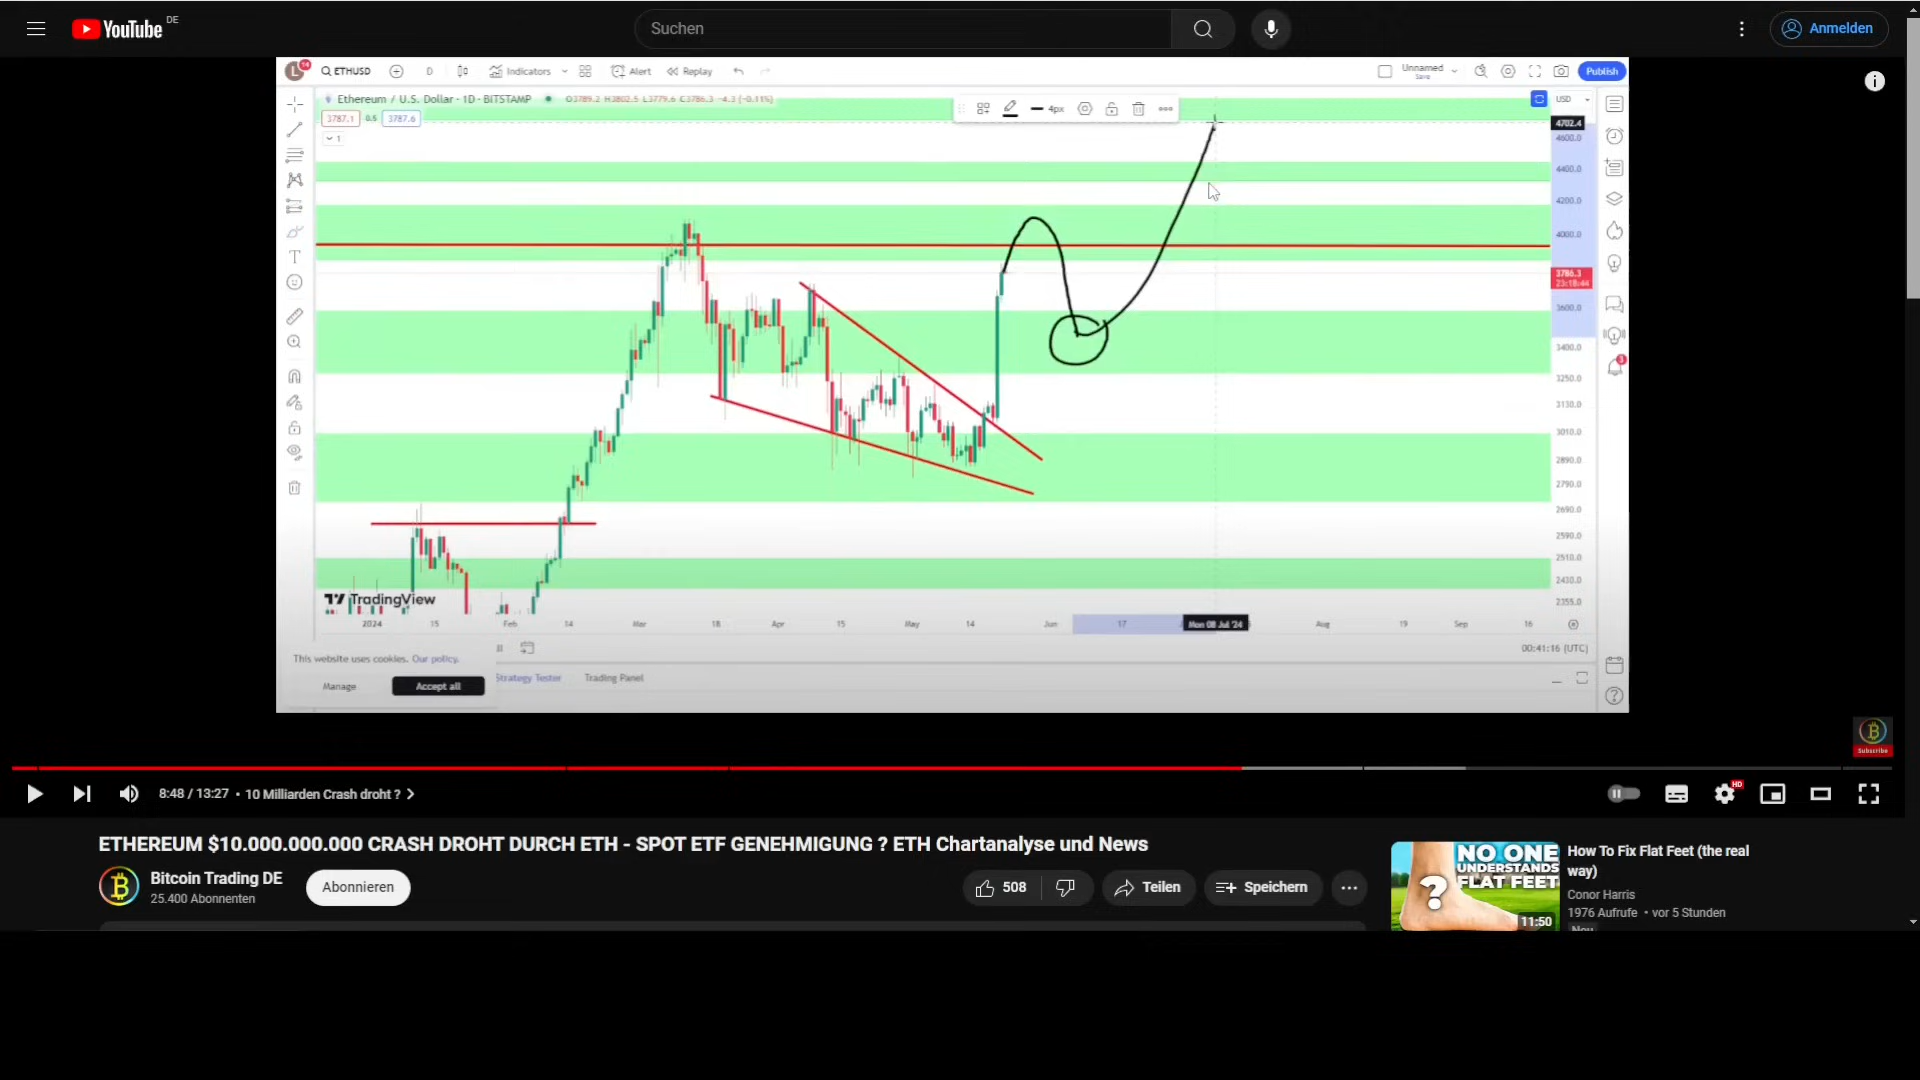 YouTube DE
Suchen
Anmelden
L 14 ETHUSD D Indicators Alert Replay Unnamed Save Publish
Ethereum / U.S. Dollar · 1D · BITSTAMP O3789.2 H3802.5 L3779.6 C3786.3 −4.3 (−0.11%) 4px USD
3787.1 0.5 3787.6
4702.4
1
4600.0
4400.0
4200.0
4000.0
3786.3
23:18:44
3600.0
3400.0
3250.0
3130.0
3010.0
2890.0
2790.0
2690.0
2590.0
2510.0
2430.0
TradingView
2355.0
2024 15 Feb 14 Mar 18 Apr 15 May 14 Jun 17 Mon 08 Jul '24 Aug 19 Sep 16
00:41:16 (UTC)
This website uses cookies. Our policy.
Strategy Tester Trading Panel
Manage Accept all
Subscribe
8:48 / 13:27 • 10 Milliarden Crash droht ? HD
ETHEREUM $10.000.000.000 CRASH DROHT DURCH ETH - SPOT ETF GENEHMIGUNG ? ETH Chartanalyse und News
Bitcoin Trading DE
25.400 Abonnenten
Abonnieren
508
Teilen
Speichern
NO ONE
UNDERSTANDS
FLAT FEET
?
11:50
How To Fix Flat Feet (the real
way)
Conor Harris
1976 Aufrufe • vor 5 Stunden
Neu